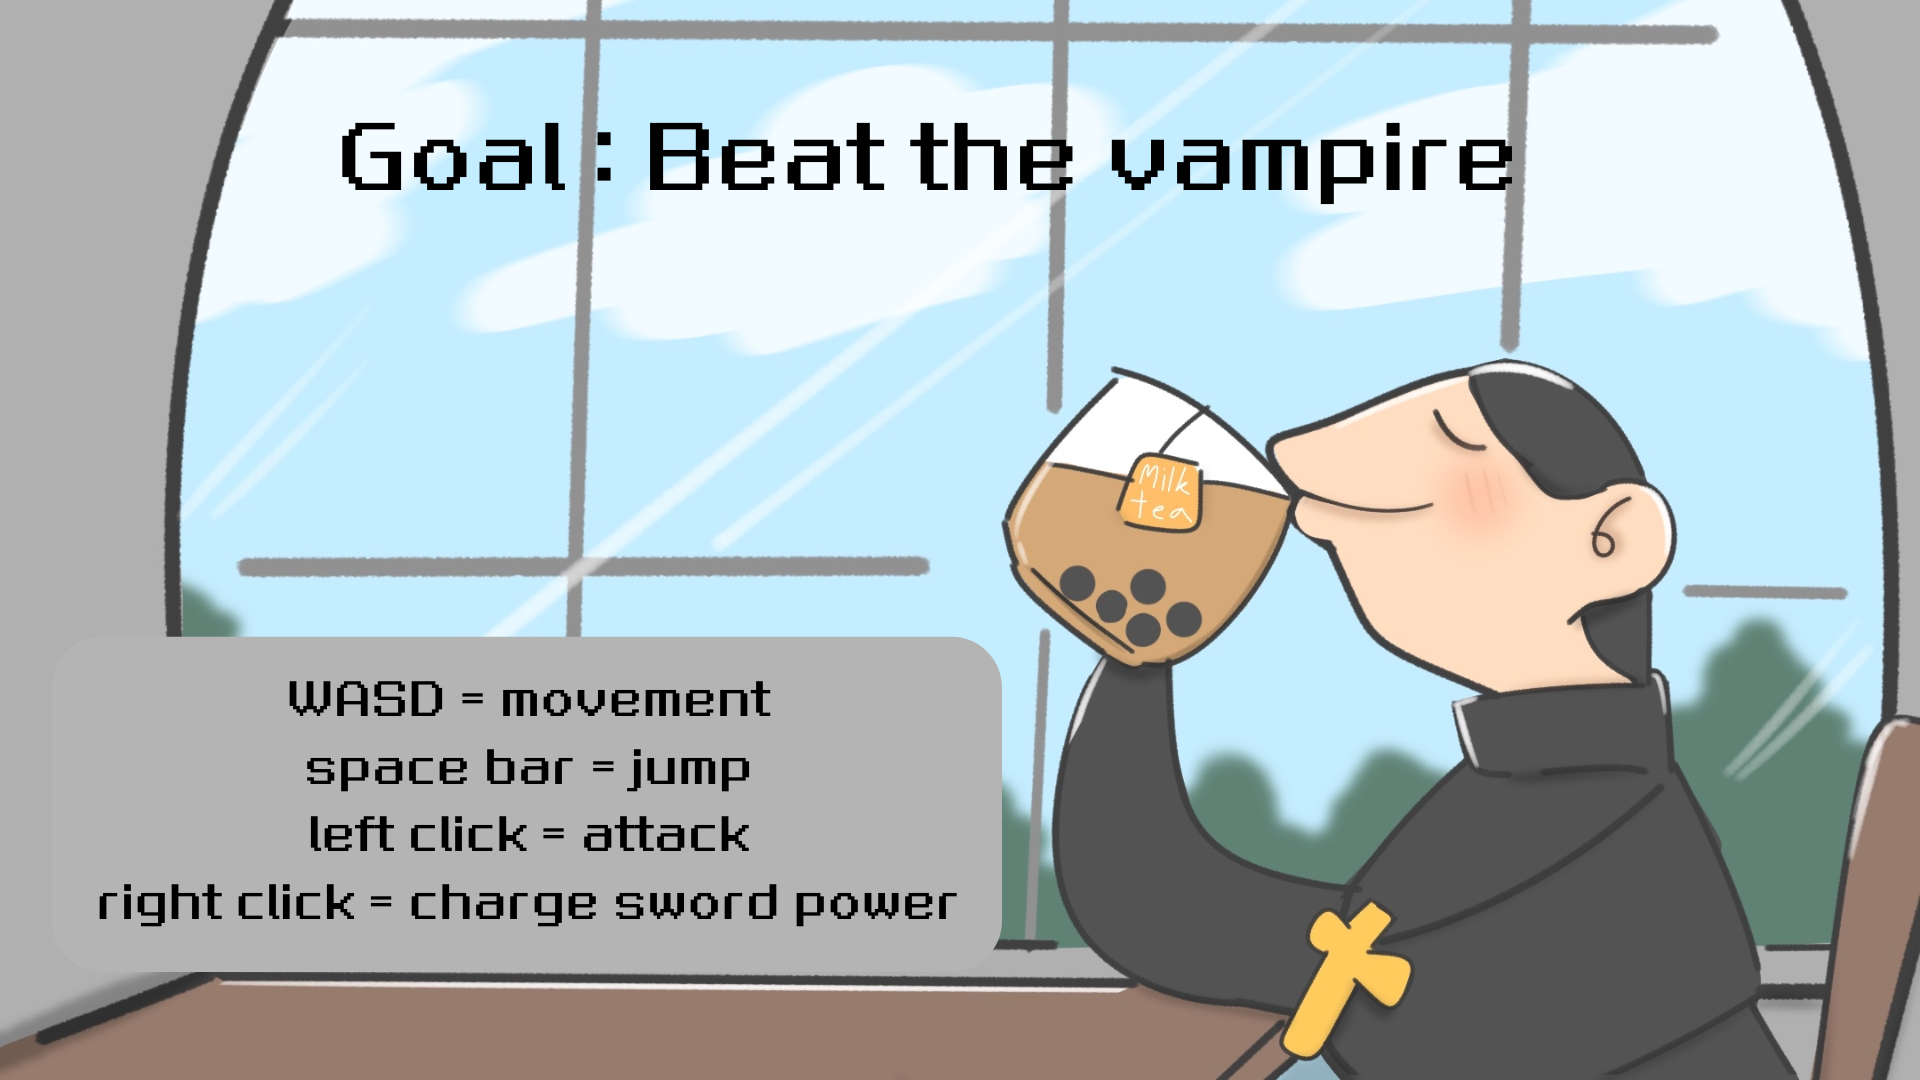 Goal : Beat the vampire
Milk
tea
WASD = movement
space bar = jump
left click = attack
right click = charge sword power